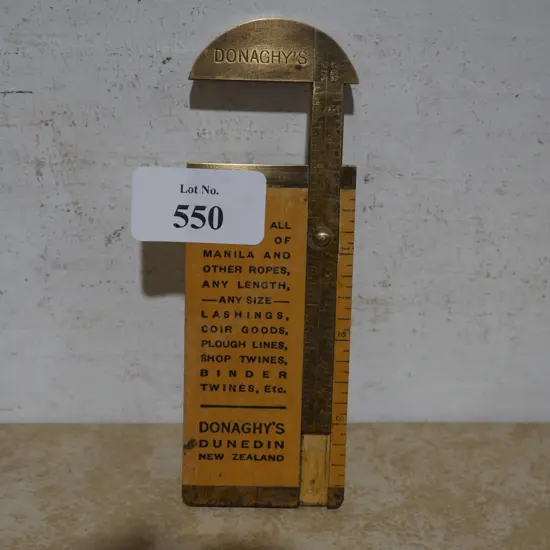 DONAGHY'S
Lot No.
550
ALL
OF
MANILA AND
OTHER ROPES,
ANY LENGTH,
—ANY SIZE—
LASHINGS,
COIR GOODS,
PLOUGH LINES,
SHOP TWINES,
BINDER
TWINES, Etc.
DONAGHY'S
DUNEDIN
NEW ZEALAND